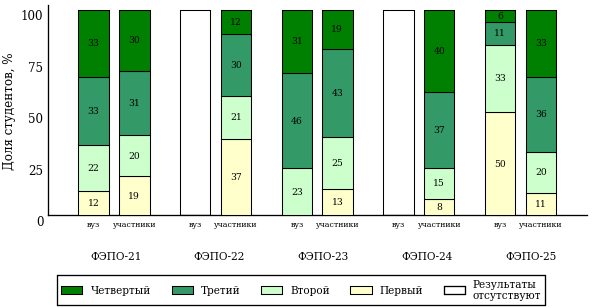 Доля студентов, %
100
75
50
25
0
33 33 22 12
30 31 20 19
12 30 21 37
31 46 23
19 43 25 13
40 37 15 8
6 11 33 50
33 36 20 11
вуз участники вуз участники вуз участники вуз участники вуз участники
ФЭПО-21 ФЭПО-22 ФЭПО-23 ФЭПО-24 ФЭПО-25
Четвертый Третий Второй Первый Результаты
отсутствуют